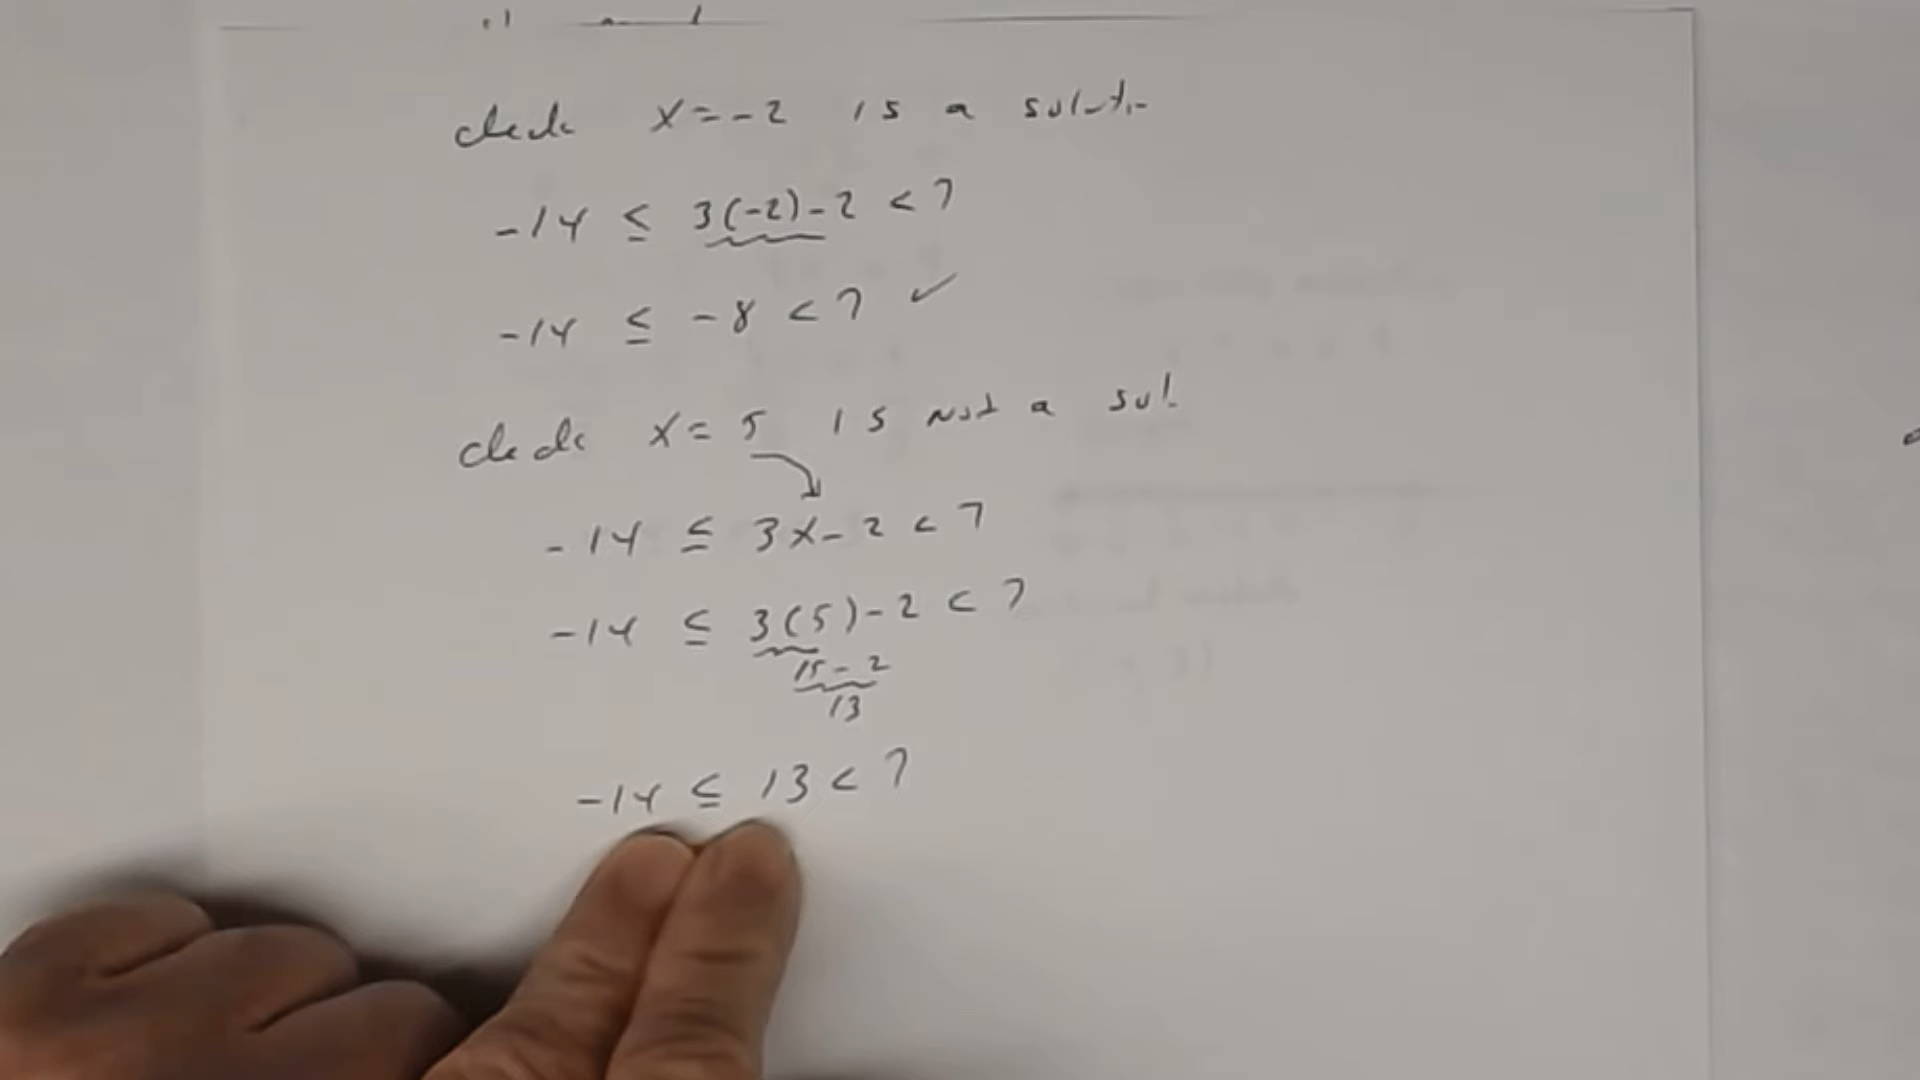 check x=-2 is a solution
-14 ≤ 3(-2)-2 < 7
-14 ≤ -8 < 7 ✓
check x= 5 is not a sol.
-14 ≤ 3x-2 < 7
-14 ≤ 3(5)-2 < 7
15-2
13
-14 ≤ 13 < 7